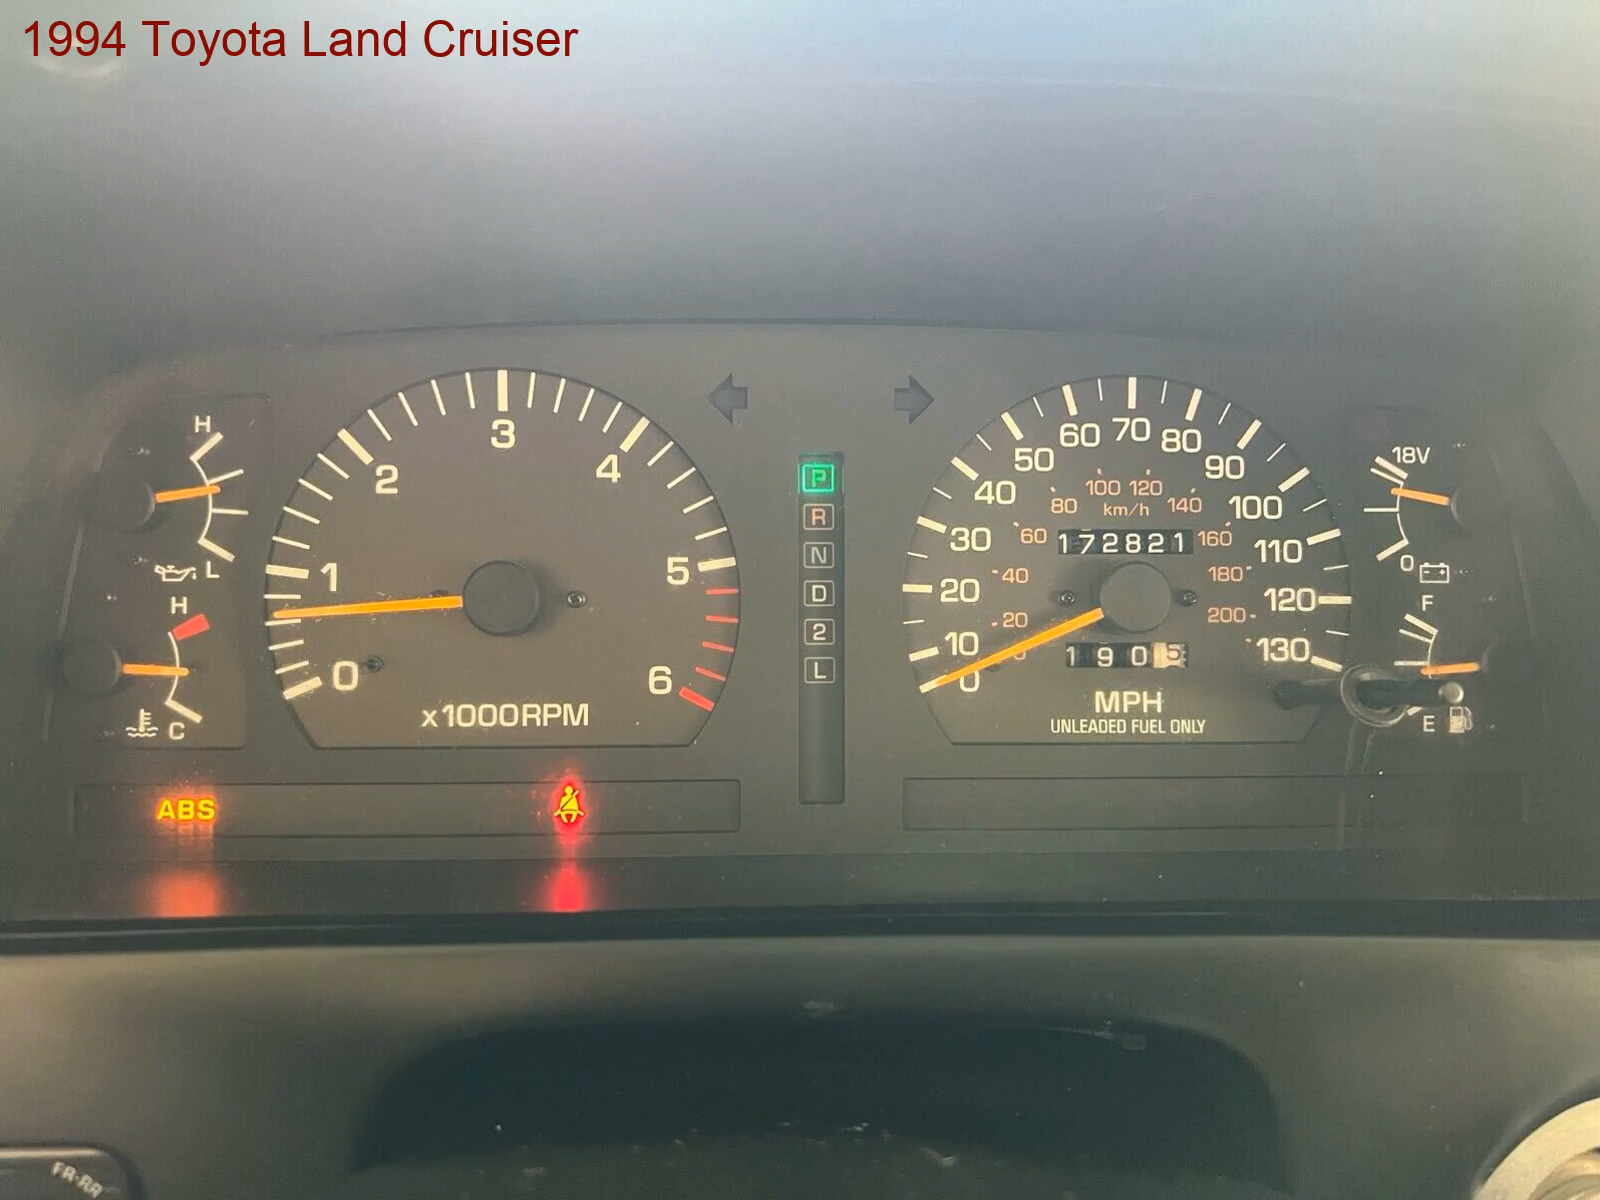 1994 Toyota Land Cruiser
H
L
H
C
0
1
2
3
4
5
6
x1000RPM
P
R
N
D
2
L
0
10
20
30
40
50
60
70
80
90
100
110
120
130
20
40
60
80
100
120
140
160
180
200
km/h
172821
1905
MPH
UNLEADED FUEL ONLY
18V
0
F
E
ABS
FR·RR